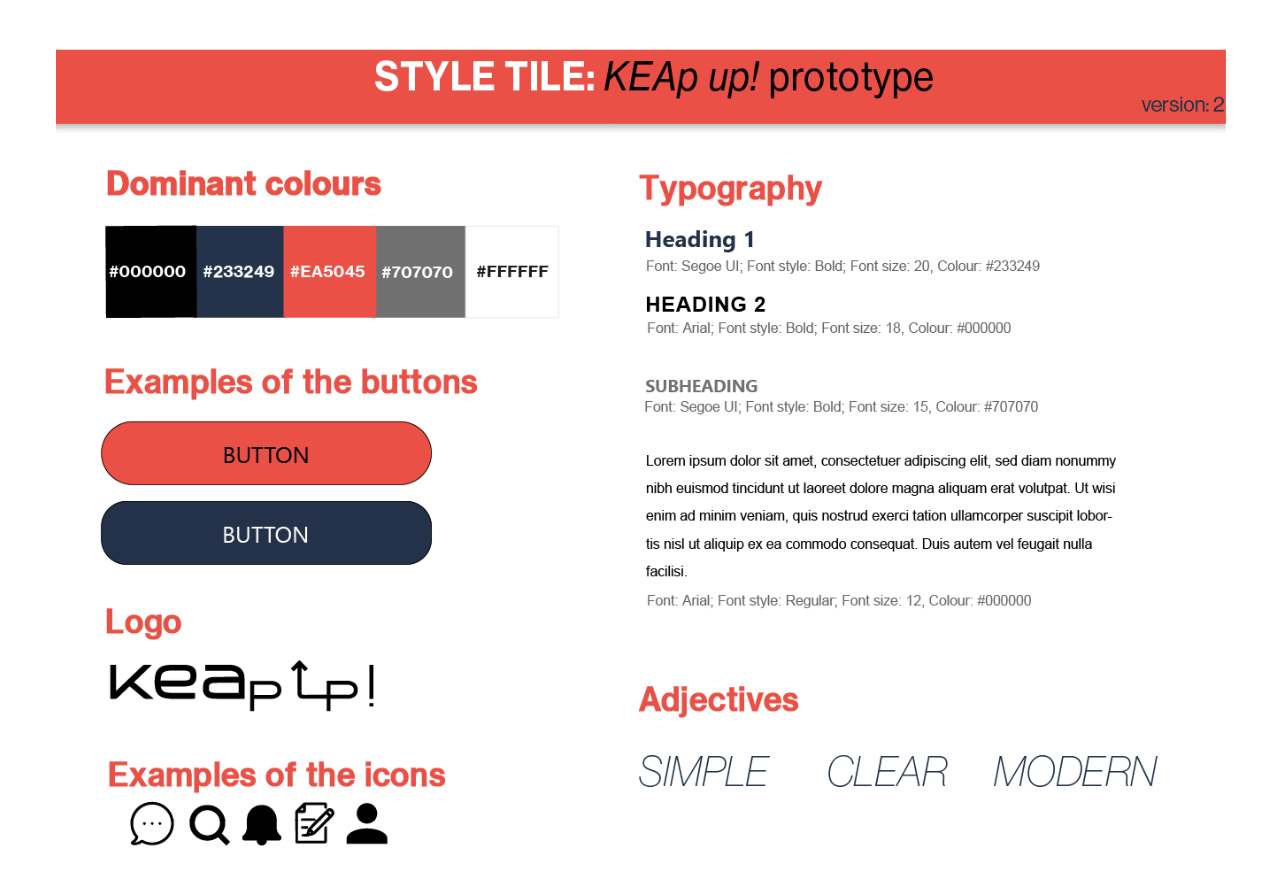 STYLE TILE: KEAp up! prototype
version: 2
Dominant colours
#000000 #233249 #EA5045 #707070 #FFFFFF
Examples of the buttons
BUTTON
BUTTON
Logo
keap up!
Examples of the icons
Typography
Heading 1
Font: Segoe UI; Font style: Bold; Font size: 20, Colour: #233249
HEADING 2
Font: Arial; Font style: Bold; Font size: 18, Colour: #000000
SUBHEADING
Font: Segoe UI; Font style: Bold; Font size: 15, Colour: #707070
Lorem ipsum dolor sit amet, consectetuer adipiscing elit, sed diam nonummy
nibh euismod tincidunt ut laoreet dolore magna aliquam erat volutpat. Ut wisi
enim ad minim veniam, quis nostrud exerci tation ullamcorper suscipit lobor-
tis nisl ut aliquip ex ea commodo consequat. Duis autem vel feugait nulla
facilisi.
Font: Arial; Font style: Regular; Font size: 12, Colour: #000000
Adjectives
SIMPLE CLEAR MODERN